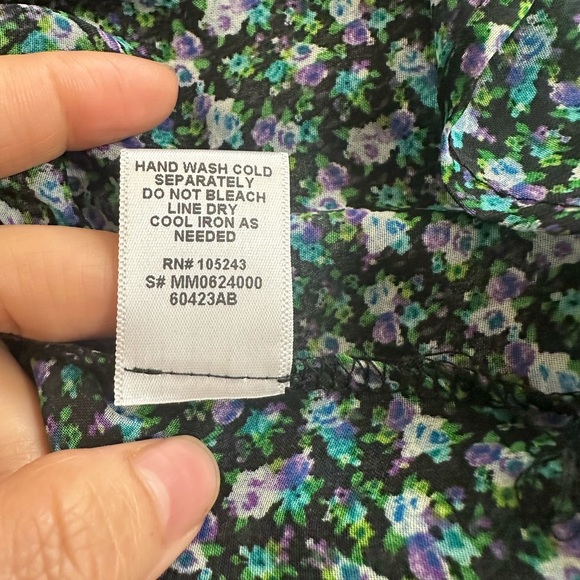 HAND WASH COLD
SEPARATELY
DO NOT BLEACH
LINE DRY
COOL IRON AS
NEEDED
RN# 105243
S# MM0624000
60423AB